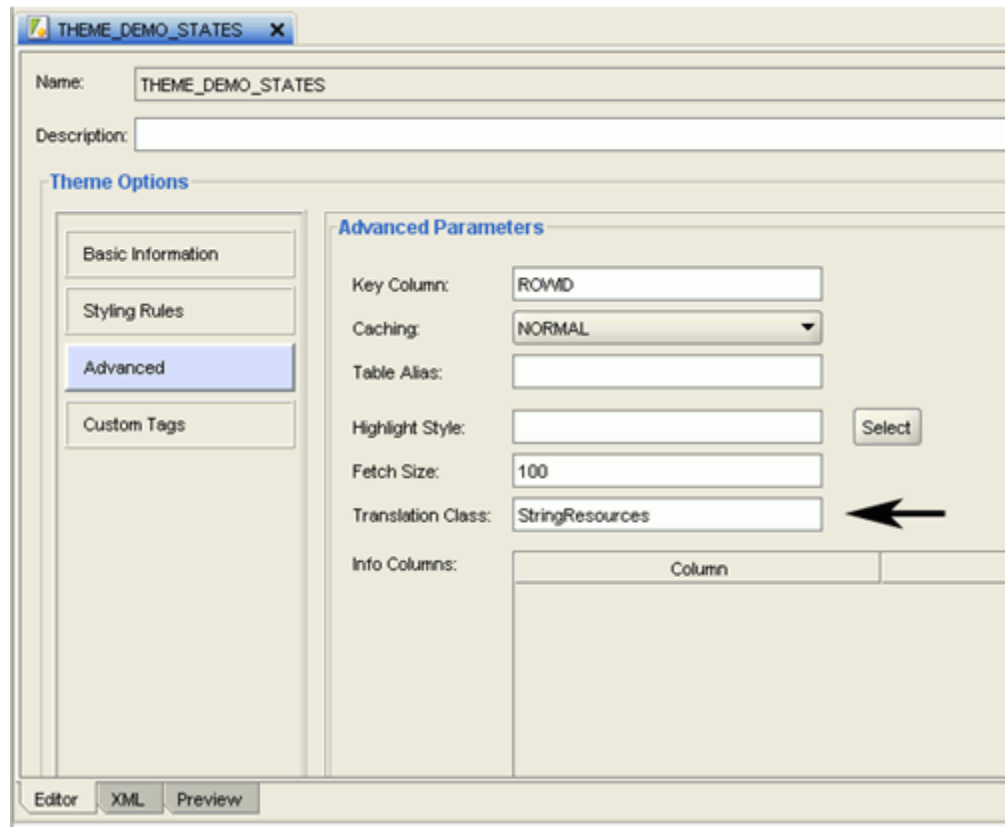 THEME_DEMO_STATES
Name: THEME_DEMO_STATES
Description:
Theme Options
Basic Information
Styling Rules
Advanced
Custom Tags
Advanced Parameters
Key Column: ROWID
Caching: NORMAL
Table Alias:
Highlight Style: Select
Fetch Size: 100
Translation Class: StringResources
Info Columns: Column
Editor XML Preview